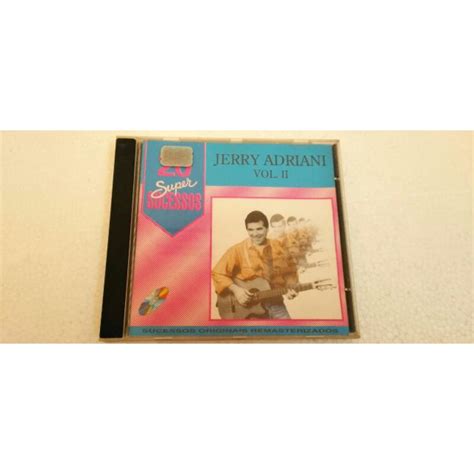 20
Super
SUCESSOS
JERRY ADRIANI
VOL. II
SUCESSOS ORIGINAIS REMASTERIZADOS